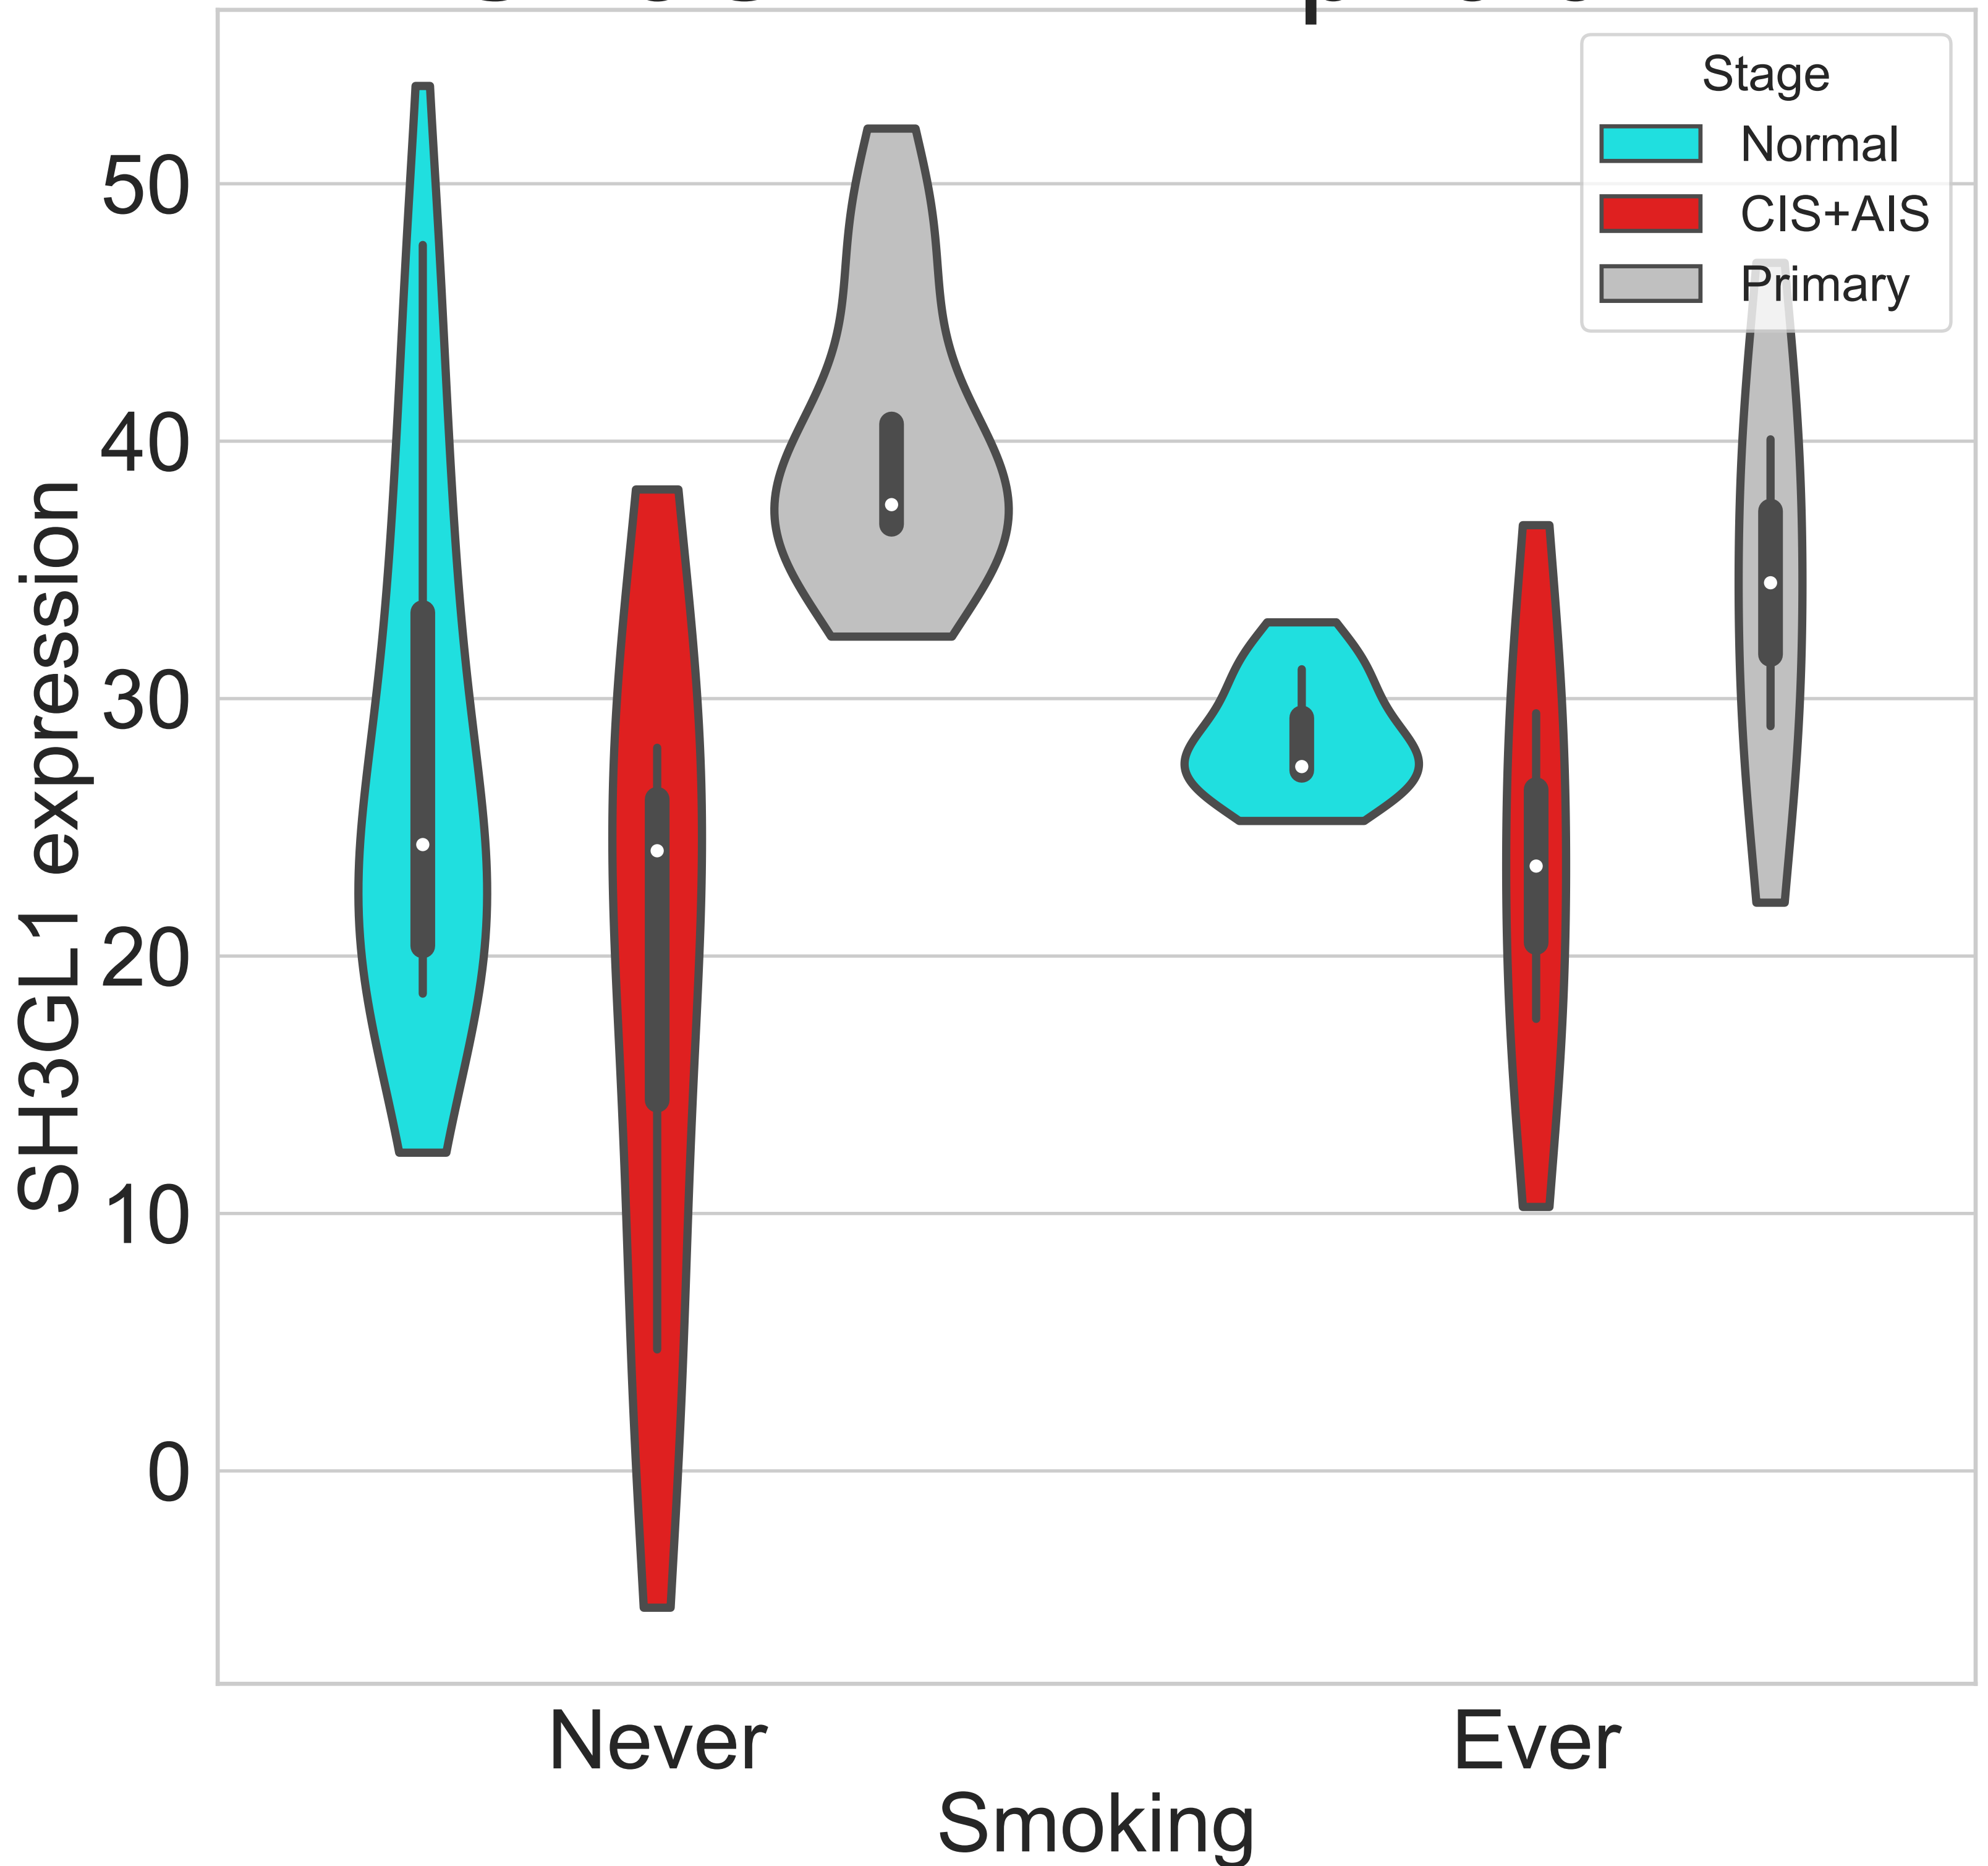 Stage
Normal
CIS+AIS
Primary
50
40
30
20
10
0
SH3GL1 expression
Never Ever
Smoking